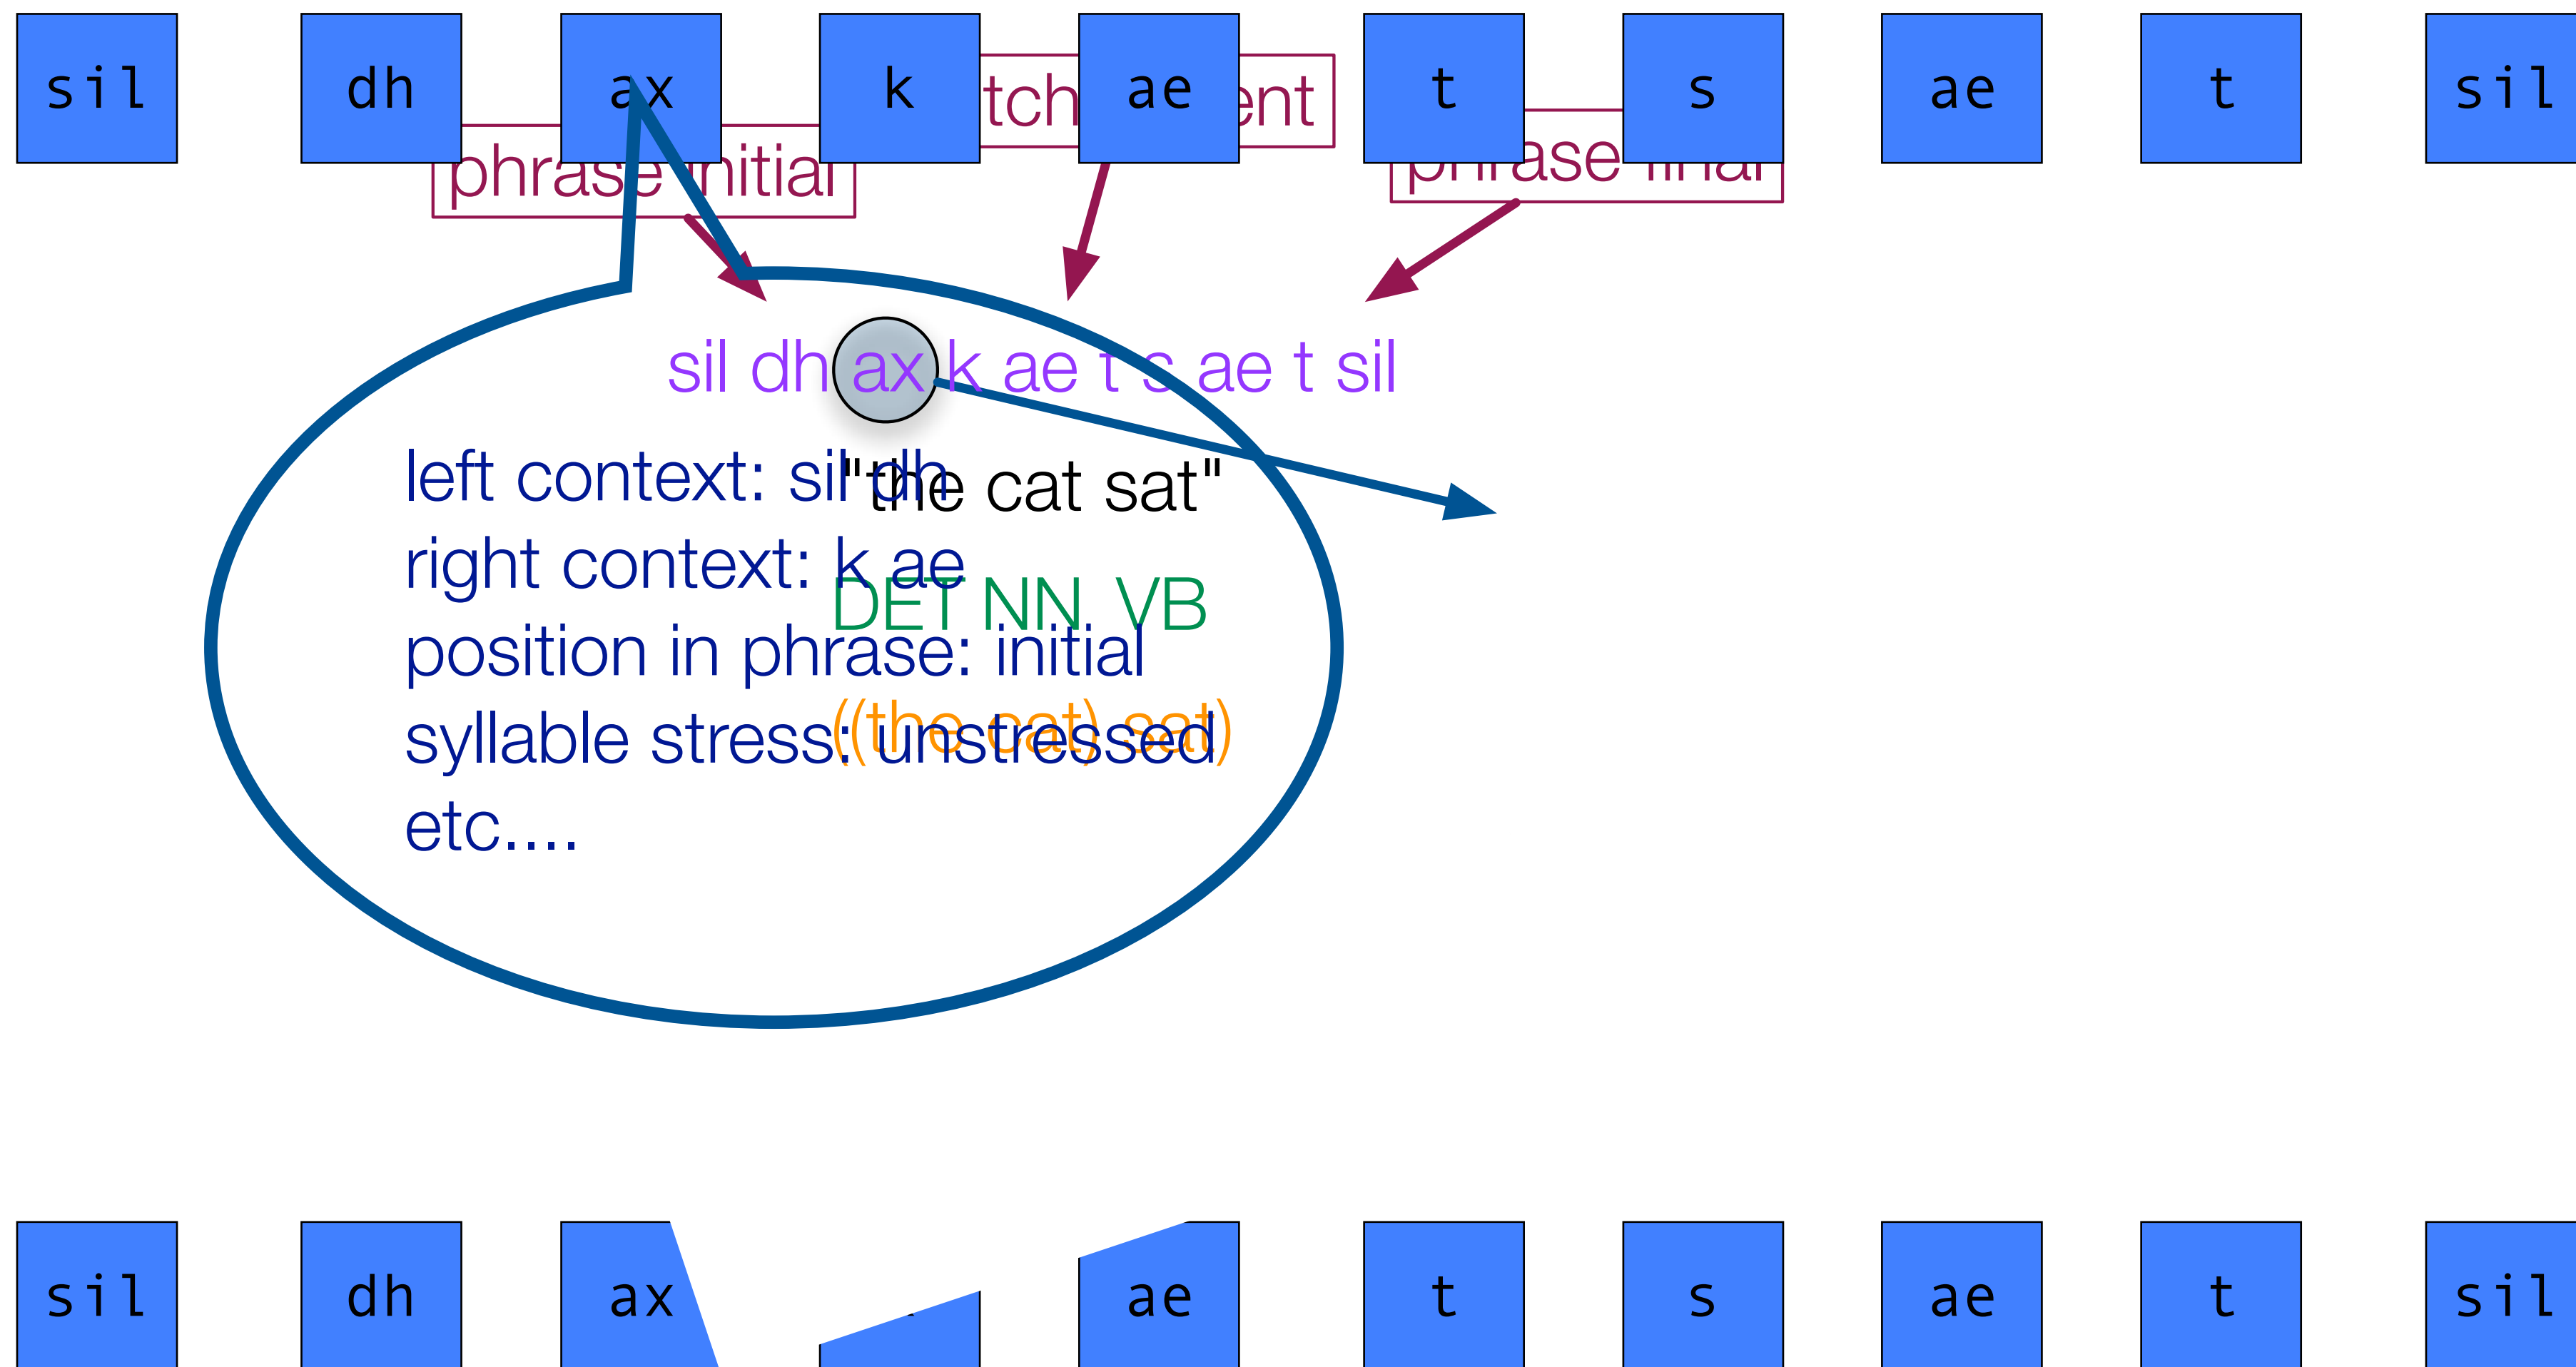 sil dh ax k ae t s ae t sil
phrase initial
phrase final
sil dh ax k ae t s ae t sil
"the cat sat"
DET NN VB
((the cat) sat)
left context: sil dh
right context: k ae
position in phrase: initial
syllable stress: unstressed
etc....
sil dh ax ae t s ae t sil